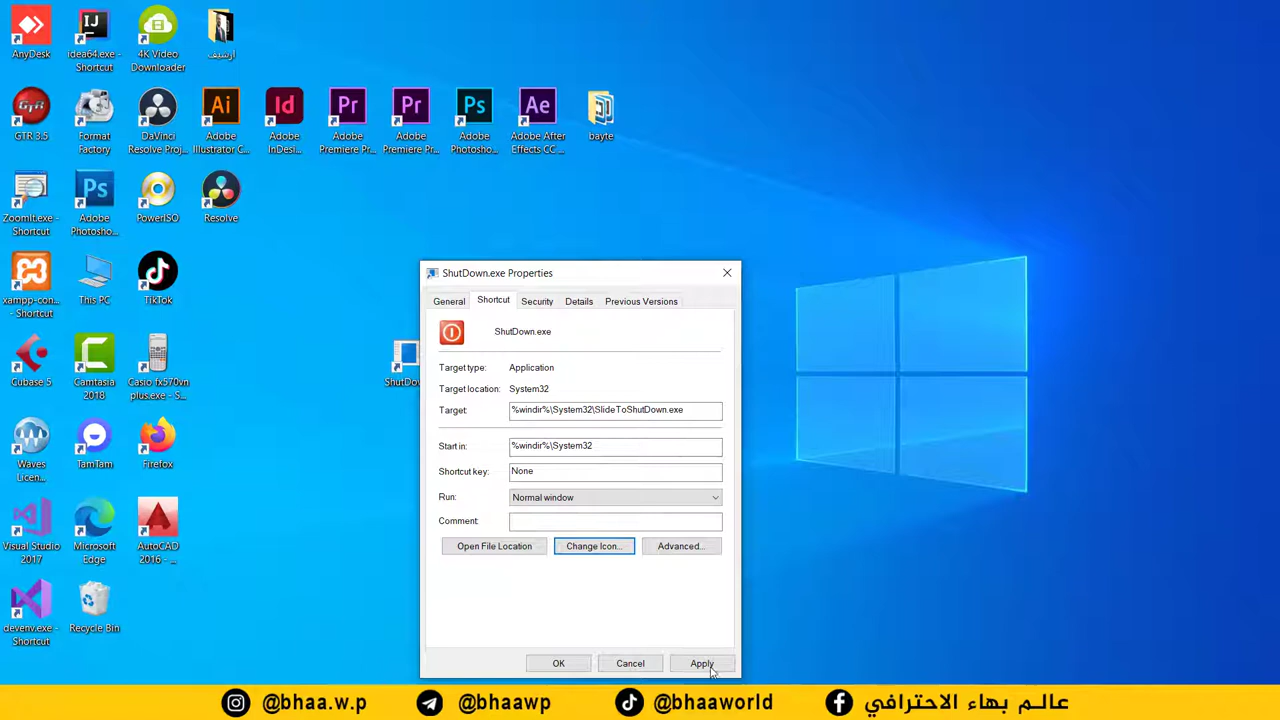 AnyDesk
idea64.exe -
Shortcut
4K Video
Downloader
ارشيف
GTR 3.5
Format
Factory
DaVinci
Resolve Proj...
Adobe
Illustrator C...
Adobe
InDesi...
Adobe
Premiere Pr...
Adobe
Premiere Pr...
Adobe
Photosho...
Adobe After
Effects CC ...
bayte
ZoomIt.exe -
Shortcut
Adobe
Photosho...
PowerISO
Resolve
xampp-con...
- Shortcut
This PC
TikTok
Cubase 5
Camtasia
2018
Casio fx570vn
plus.exe - S...
Waves
Licen...
TamTam
Firefox
Visual Studio
2017
Microsoft
Edge
AutoCAD
2016 - ...
devenv.exe -
Shortcut
Recycle Bin
ShutDown.exe Properties
General Shortcut Security Details Previous Versions
ShutDown.exe
Target type: Application
Target location: System32
Target: %windir%\System32\SlideToShutDown.exe
Start in: %windir%\System32
Shortcut key: None
Run: Normal window
Comment:
Open File Location Change Icon... Advanced...
OK Cancel Apply
@bhaa.w.p @bhaawp @bhaaworld عالم بهاء الاحترافي